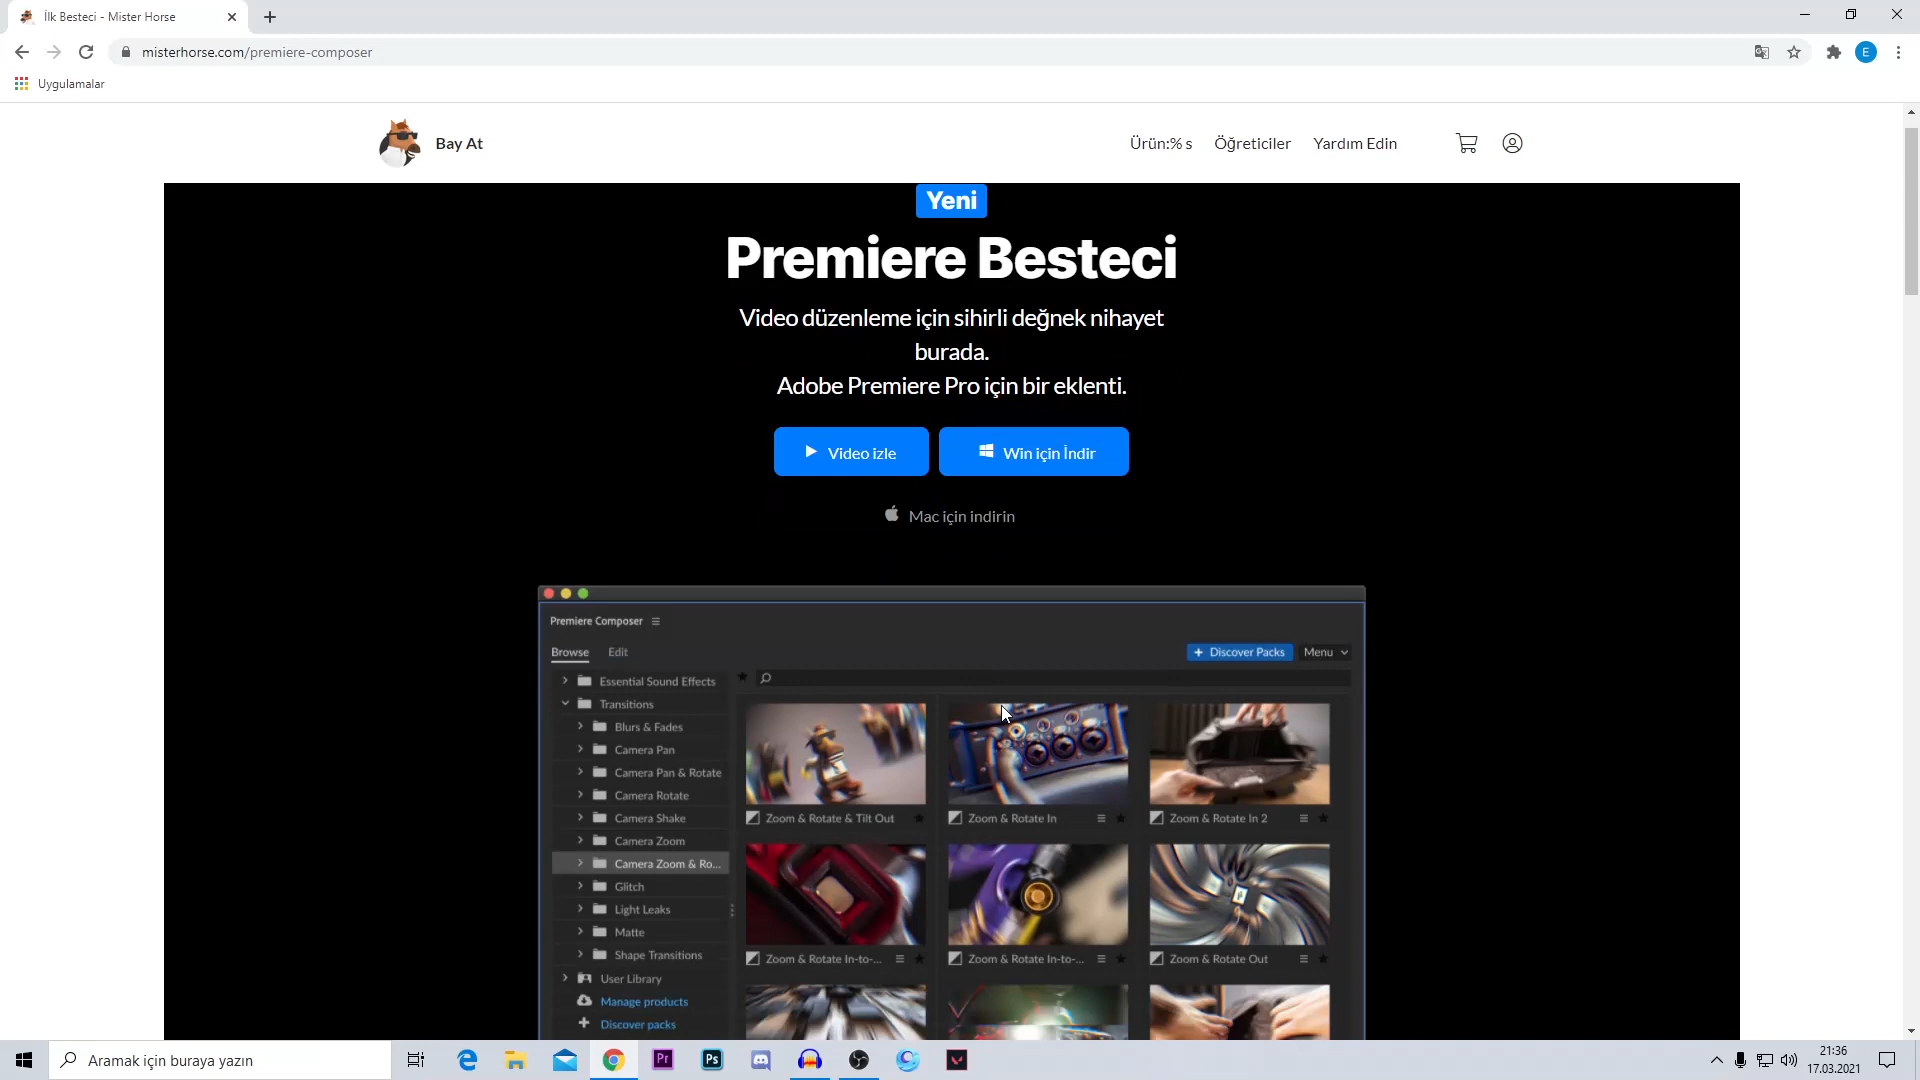 İlk Besteci - Mister Horse
misterhorse.com/premiere-composer
E
Uygulamalar
Bay At
Ürün:% s
Öğreticiler
Yardım Edin
Yeni
Premiere Besteci
Video düzenleme için sihirli değnek nihayet
burada.
Adobe Premiere Pro için bir eklenti.
Video izle
Win için İndir
Mac için indirin
Premiere Composer
Browse
Edit
+ Discover Packs
Menu
Essential Sound Effects
Transitions
Blurs & Fades
Camera Pan
Camera Pan & Rotate
Camera Rotate
Camera Shake
Camera Zoom
Camera Zoom & Ro...
Glitch
Light Leaks
Matte
Shape Transitions
User Library
Manage products
Discover packs
Zoom & Rotate & Tilt Out
Zoom & Rotate In
Zoom & Rotate In 2
Zoom & Rotate In-to-...
Zoom & Rotate In-to-...
Zoom & Rotate Out
Aramak için buraya yazın
Pr
Ps
21:36
17.03.2021